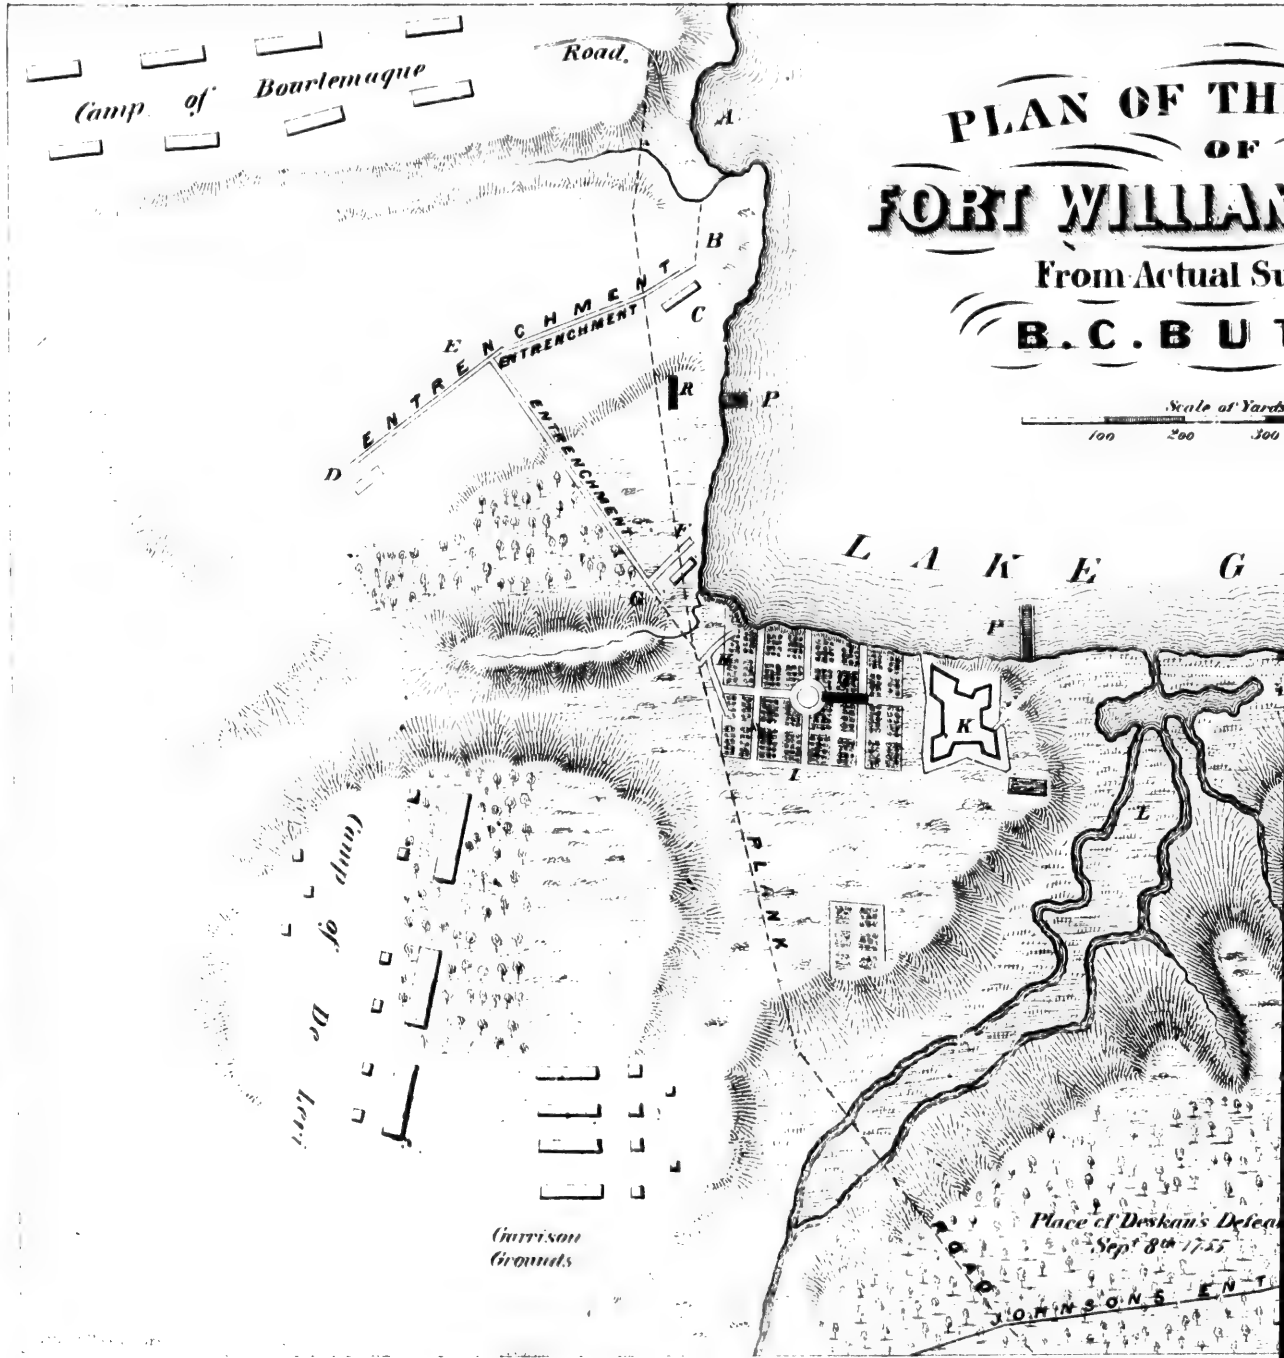 Road.
Camp of Bourlemaque
A
PLAN OF TH
OF
FORT WILLIAM
From Actual Su
B.C.BUT
Scale of Yards
100 200 300
B
ENTRENCHMENT
ENTRENCHMENT
C
E
R
P
ENTRENCHMENT
D
LAKE G
F
G
P
H
K
I
L
PLANK
Camp of De Levi
Garrison
Grounds
Place of Deskau's Defea
Sept 8th 1755
ROAD
JOHNSONS ENT